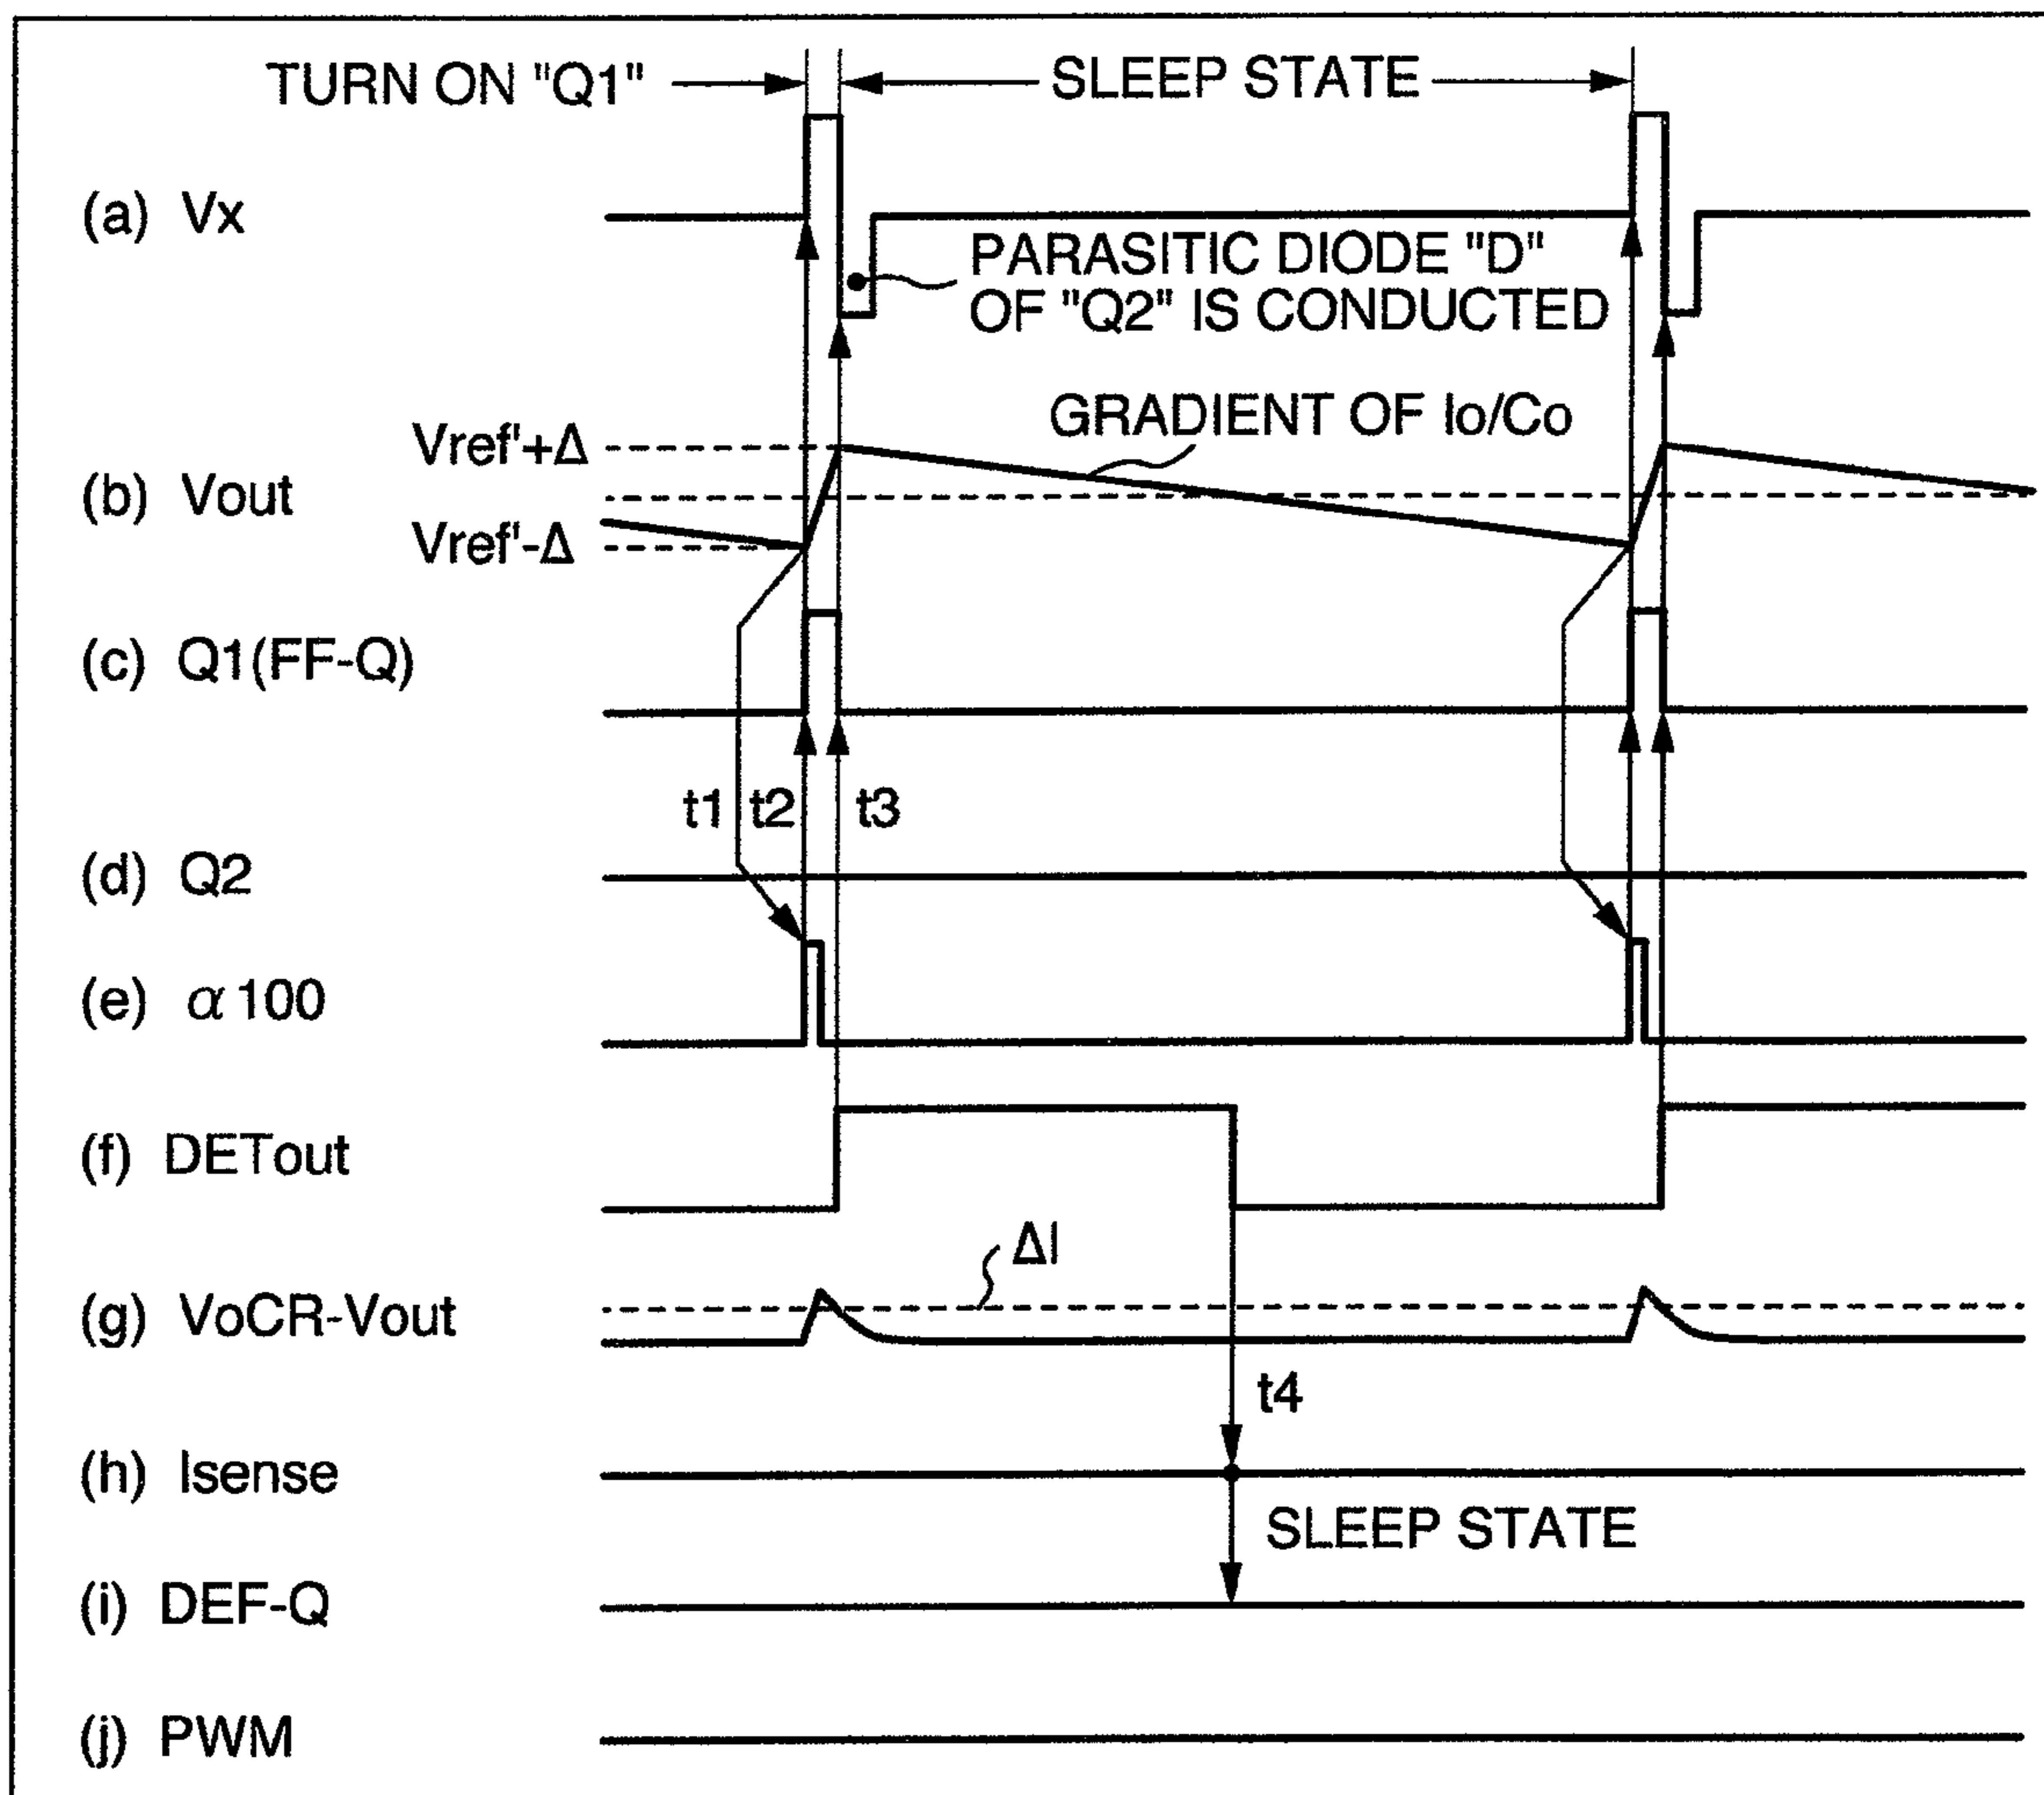 TURN ON "Q1"
SLEEP STATE
(a) Vx
PARASITIC DIODE "D"
OF "Q2" IS CONDUCTED
GRADIENT OF Io/Co
Vref'+Δ
(b) Vout
Vref'-Δ
(c) Q1(FF-Q)
t1 t2 t3
(d) Q2
(e) α100
(f) DETout
ΔI
(g) VoCR-Vout
t4
(h) Isense
SLEEP STATE
(i) DEF-Q
(j) PWM